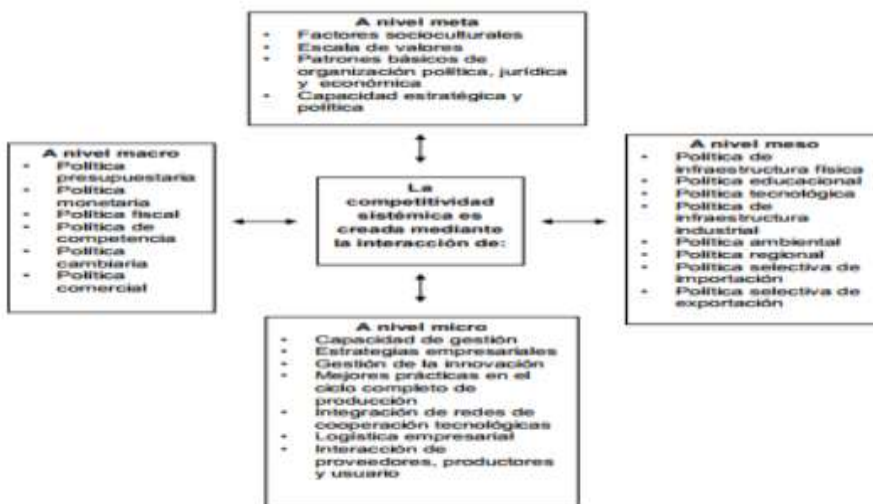 A nivel meta
• Factores socioculturales
• Escala de valores
• Patrones básicos de
organización política, jurídica
y económica
• Capacidad estratégica y
política
A nivel macro
• Política
presupuestaria
• Política
monetaria
• Política fiscal
• Política de
competencia
• Política
cambiaria
• Política
comercial
La
competitividad
sistémica es
creada mediante
la interacción de:
A nivel meso
• Política de
infraestructura física
• Política educacional
• Política tecnológica
• Política de
infraestructura
industrial
• Política ambiental
• Política regional
• Política selectiva de
importación
• Política selectiva de
exportación
A nivel micro
• Capacidad de gestión
• Estrategias empresariales
• Gestión de la innovación
• Mejores prácticas en el
ciclo completo de
producción
• Integración de redes de
cooperación tecnológicas
• Logística empresarial
• Interacción de
proveedores, productores
y usuario